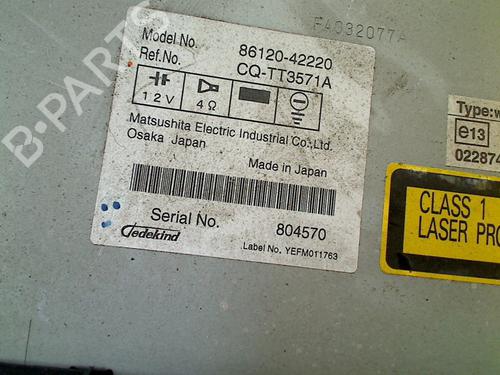 FA032077A
Model No. 86120-42220
Ref.No. CQ-TT3571A
12V 4Ω
Matsushita Electric Industrial Co.,Ltd.
Osaka Japan
Made in Japan
Serial No. 804570
Gedekind
Label No. YEFM011763
Type:
e13
022874
CLASS 1
LASER PRO
B-PARTS